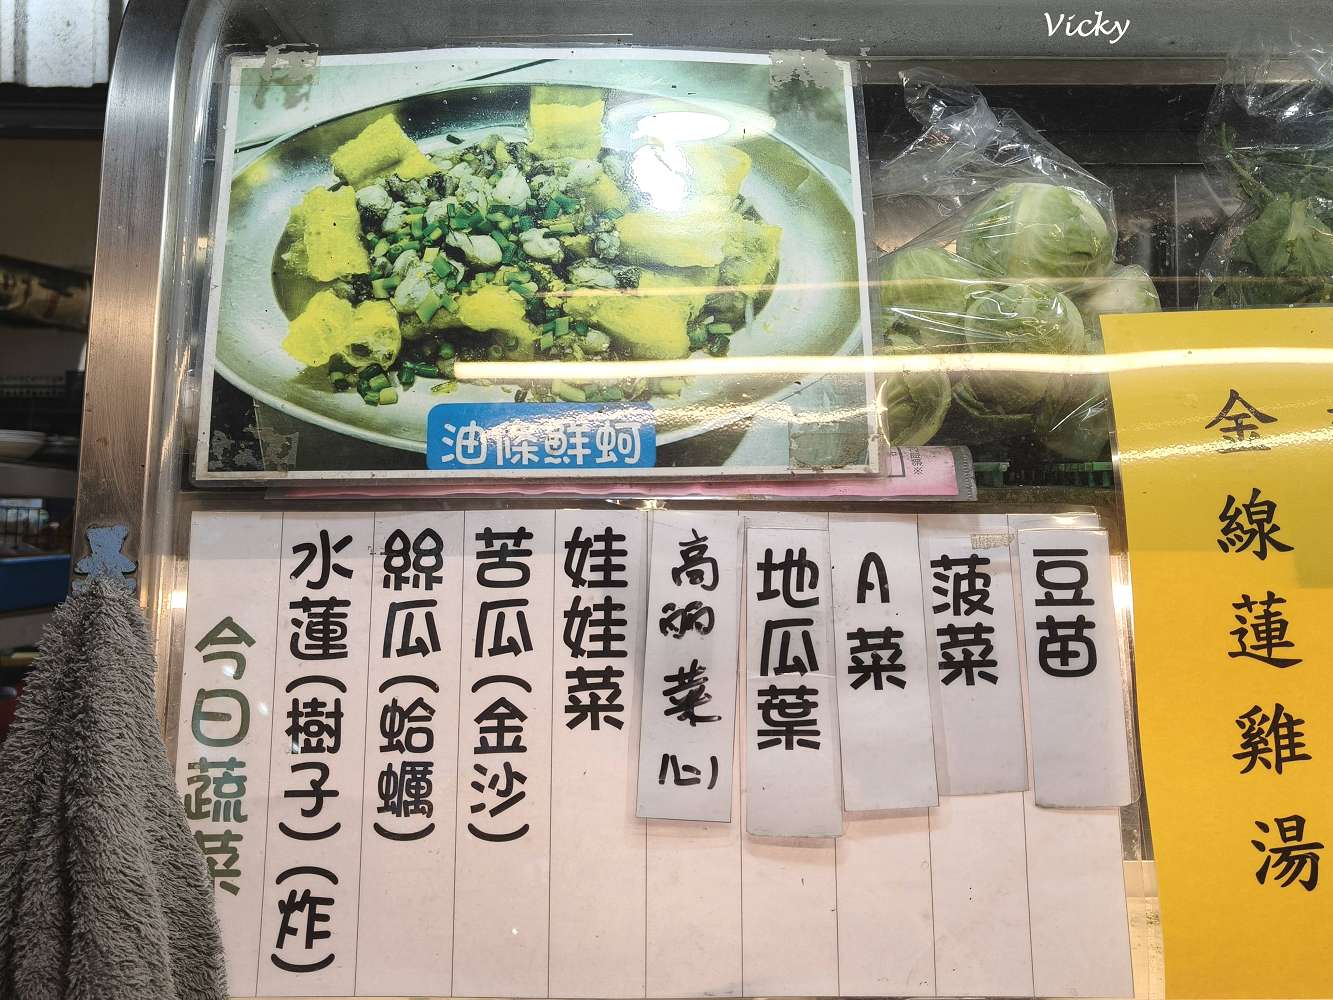 Vicky
油條鮮蚵
豆苗
菠菜
A菜
地瓜葉
高的菜心
娃娃菜
苦瓜(金沙)
絲瓜(蛤蠣)
水蓮(樹子)(炸)
今日蔬菜
金線蓮雞湯